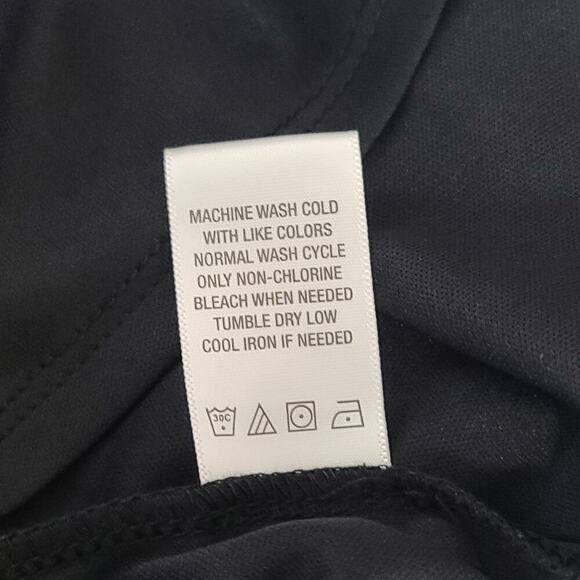 MACHINE WASH COLD
WITH LIKE COLORS
NORMAL WASH CYCLE
ONLY NON-CHLORINE
BLEACH WHEN NEEDED
TUMBLE DRY LOW
COOL IRON IF NEEDED
30C